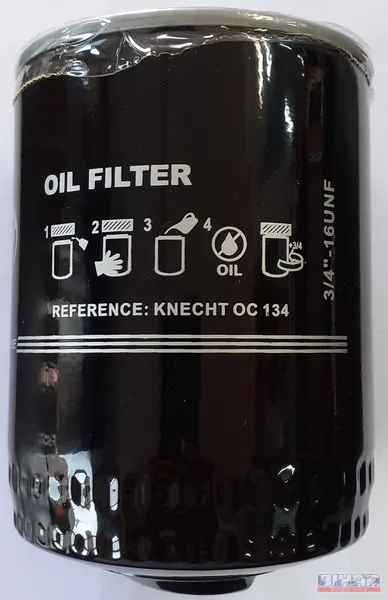 OIL FILTER
1 2 3 4
OIL
+3/4
REFERENCE: KNECHT OC 134
3/4"-16UNF